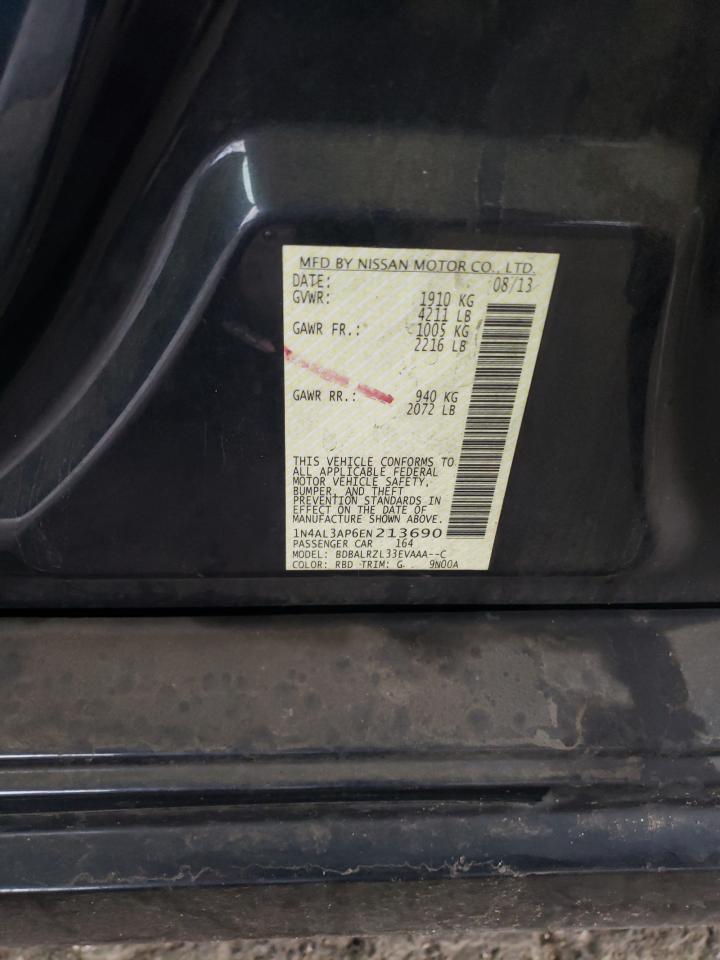 MFD BY NISSAN MOTOR CO., LTD.
DATE: 08/13
GVWR: 1910 KG
4211 LB
GAWR FR.: 1005 KG
2216 LB
GAWR RR.: 940 KG
2072 LB
THIS VEHICLE CONFORMS TO
ALL APPLICABLE FEDERAL
MOTOR VEHICLE SAFETY,
BUMPER, AND THEFT
PREVENTION STANDARDS IN
EFFECT ON THE DATE OF
MANUFACTURE SHOWN ABOVE.
1N4AL3AP6EN213690
PASSENGER CAR 164
MODEL: BDBALRZL33EVAAA--C
COLOR: RBD TRIM: G 9N00A